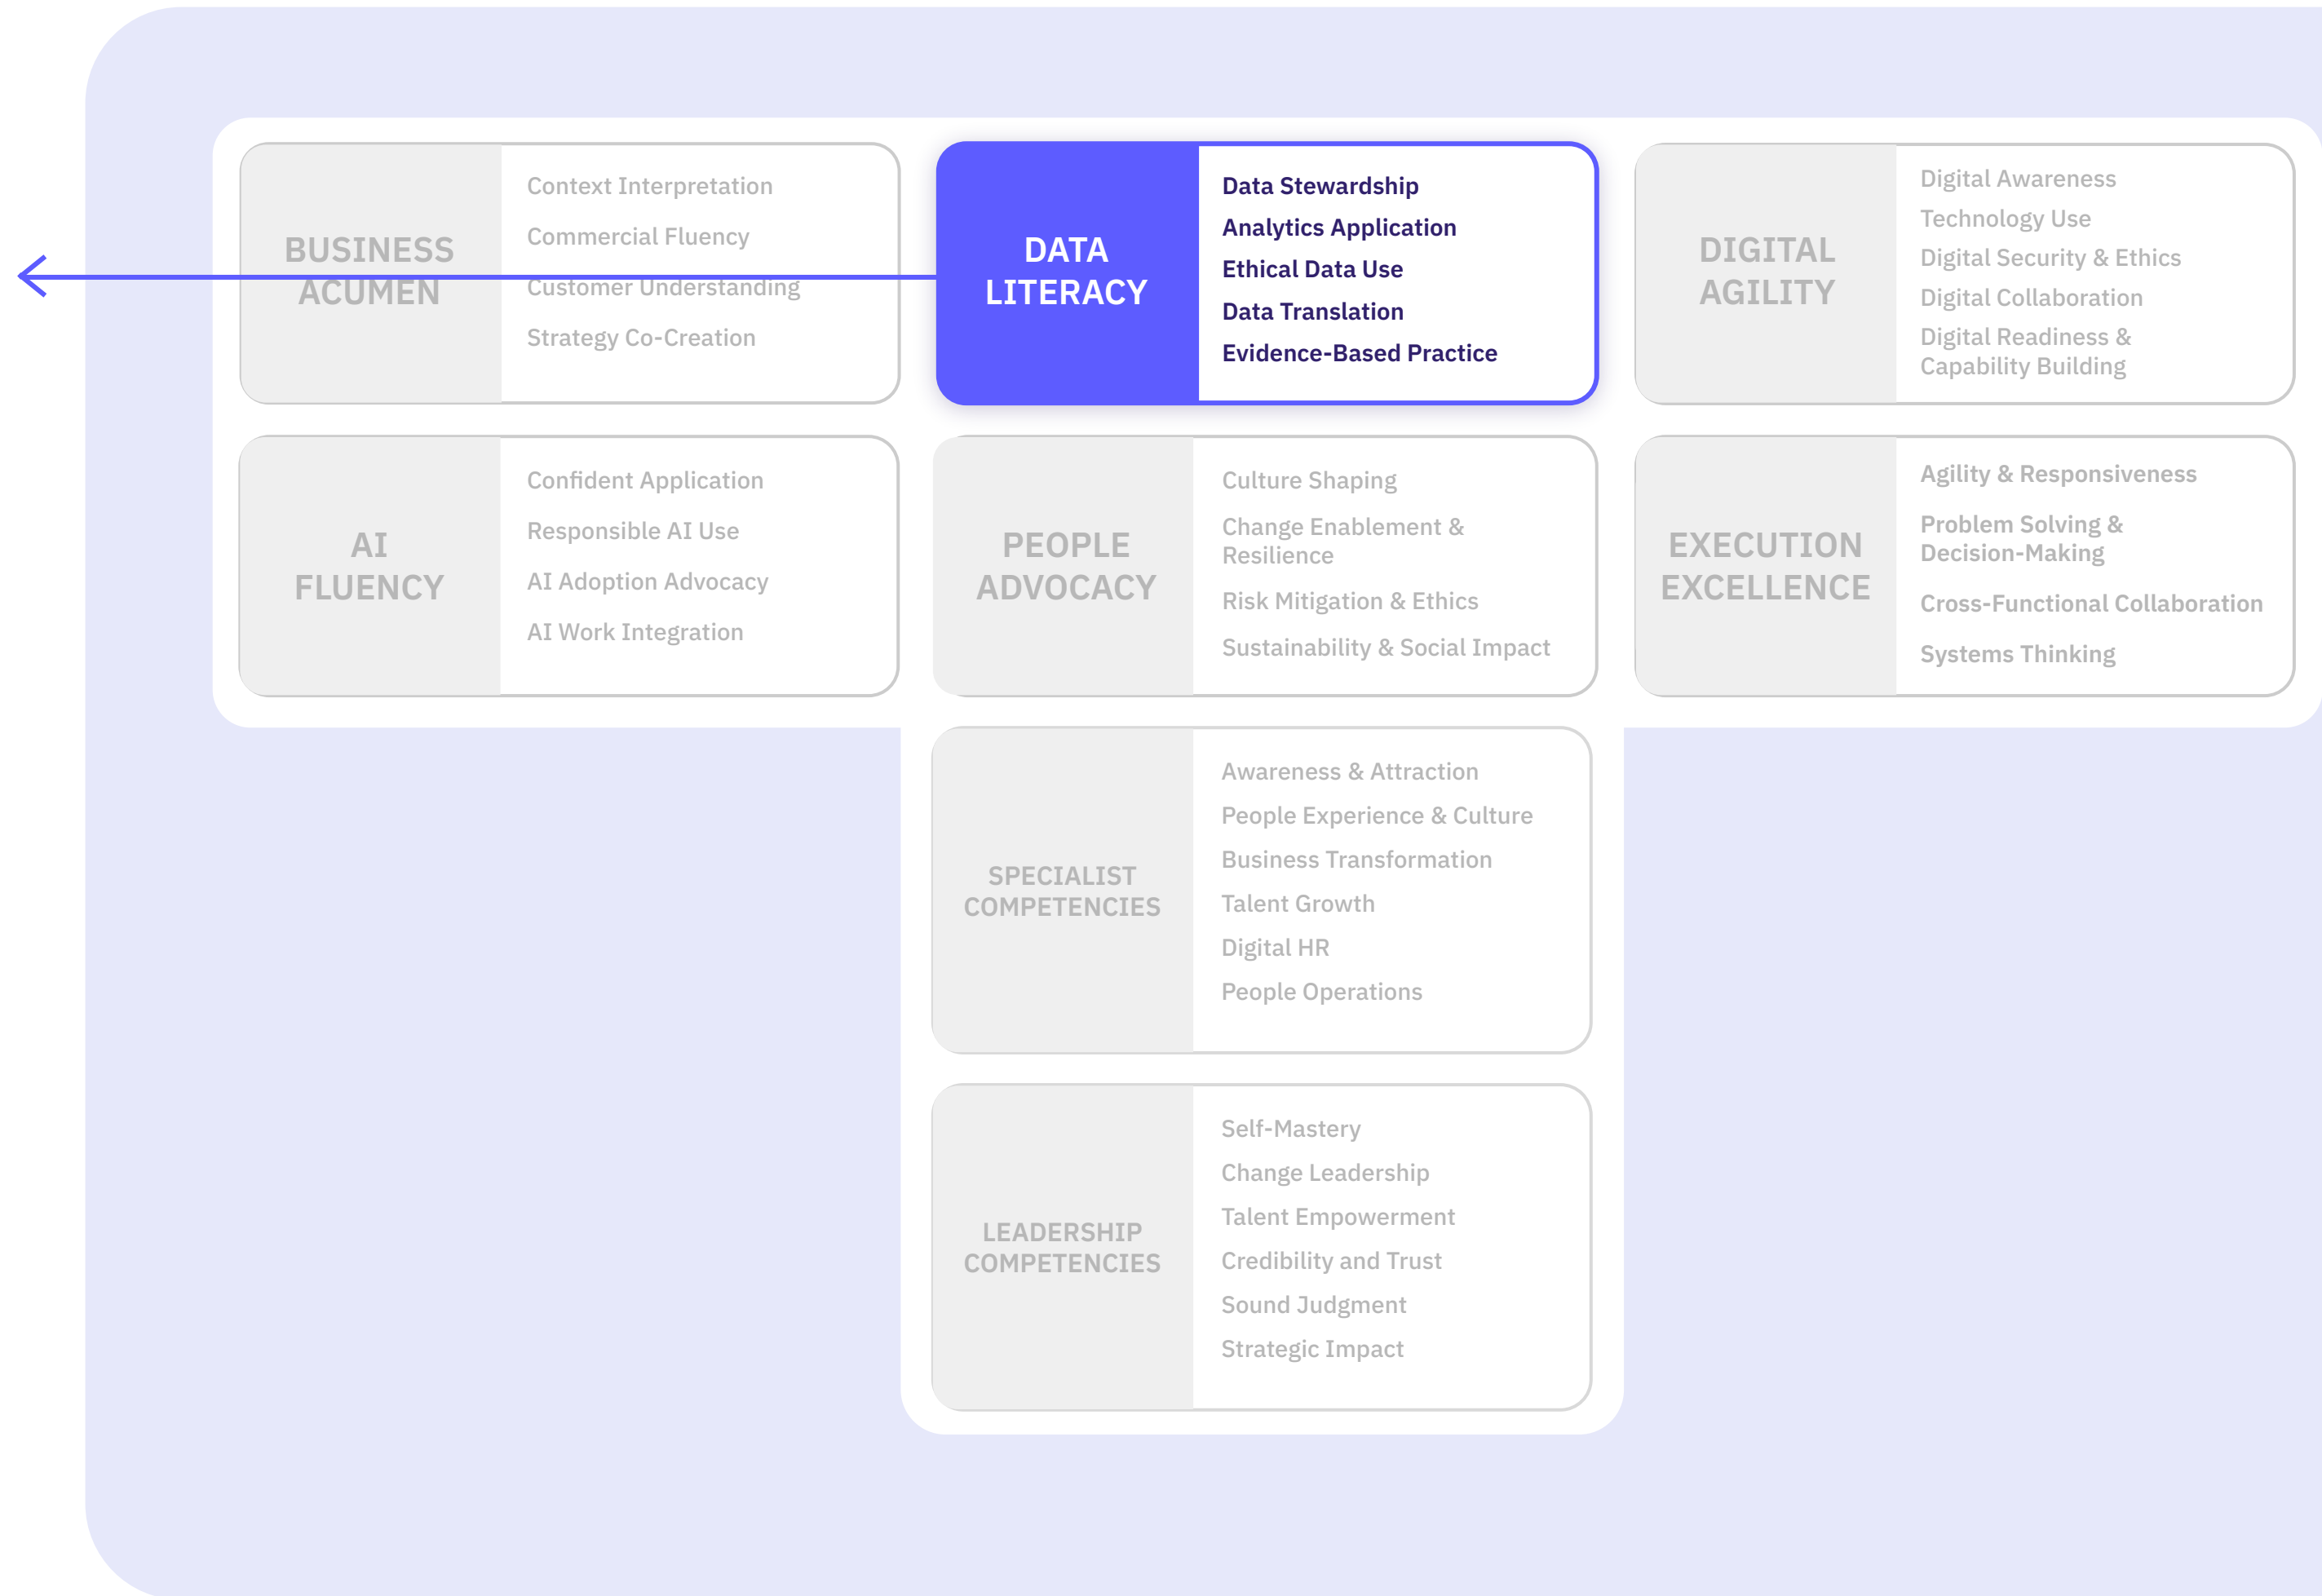 BUSINESS
ACUMEN
Context Interpretation
Commercial Fluency
Customer Understanding
Strategy Co-Creation
DATA
LITERACY
Data Stewardship
Analytics Application
Ethical Data Use
Data Translation
Evidence-Based Practice
DIGITAL
AGILITY
Digital Awareness
Technology Use
Digital Security & Ethics
Digital Collaboration
Digital Readiness &
Capability Building
AI
FLUENCY
Confident Application
Responsible AI Use
AI Adoption Advocacy
AI Work Integration
PEOPLE
ADVOCACY
Culture Shaping
Change Enablement &
Resilience
Risk Mitigation & Ethics
Sustainability & Social Impact
EXECUTION
EXCELLENCE
Agility & Responsiveness
Problem Solving &
Decision-Making
Cross-Functional Collaboration
Systems Thinking
SPECIALIST
COMPETENCIES
Awareness & Attraction
People Experience & Culture
Business Transformation
Talent Growth
Digital HR
People Operations
LEADERSHIP
COMPETENCIES
Self-Mastery
Change Leadership
Talent Empowerment
Credibility and Trust
Sound Judgment
Strategic Impact